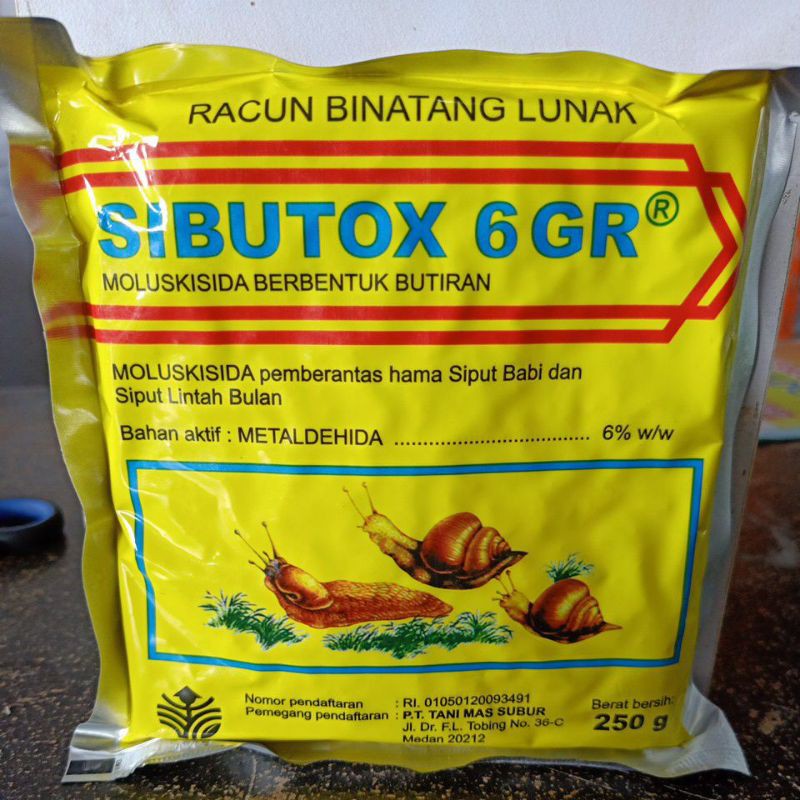 RACUN BINATANG LUNAK
SIBUTOX 6 GR®
MOLUSKISIDA BERBENTUK BUTIRAN
MOLUSKISIDA pemberantas hama Siput Babi dan
Siput Lintah Bulan
Bahan aktif : METALDEHIDA .................................. 6% w/w
Nomor pendaftaran : RI. 01050120093491
Pemegang pendaftaran : P.T. TANI MAS SUBUR
Jl. Dr. F.L. Tobing No. 36-C
Medan 20212
Berat bersih:
250 g